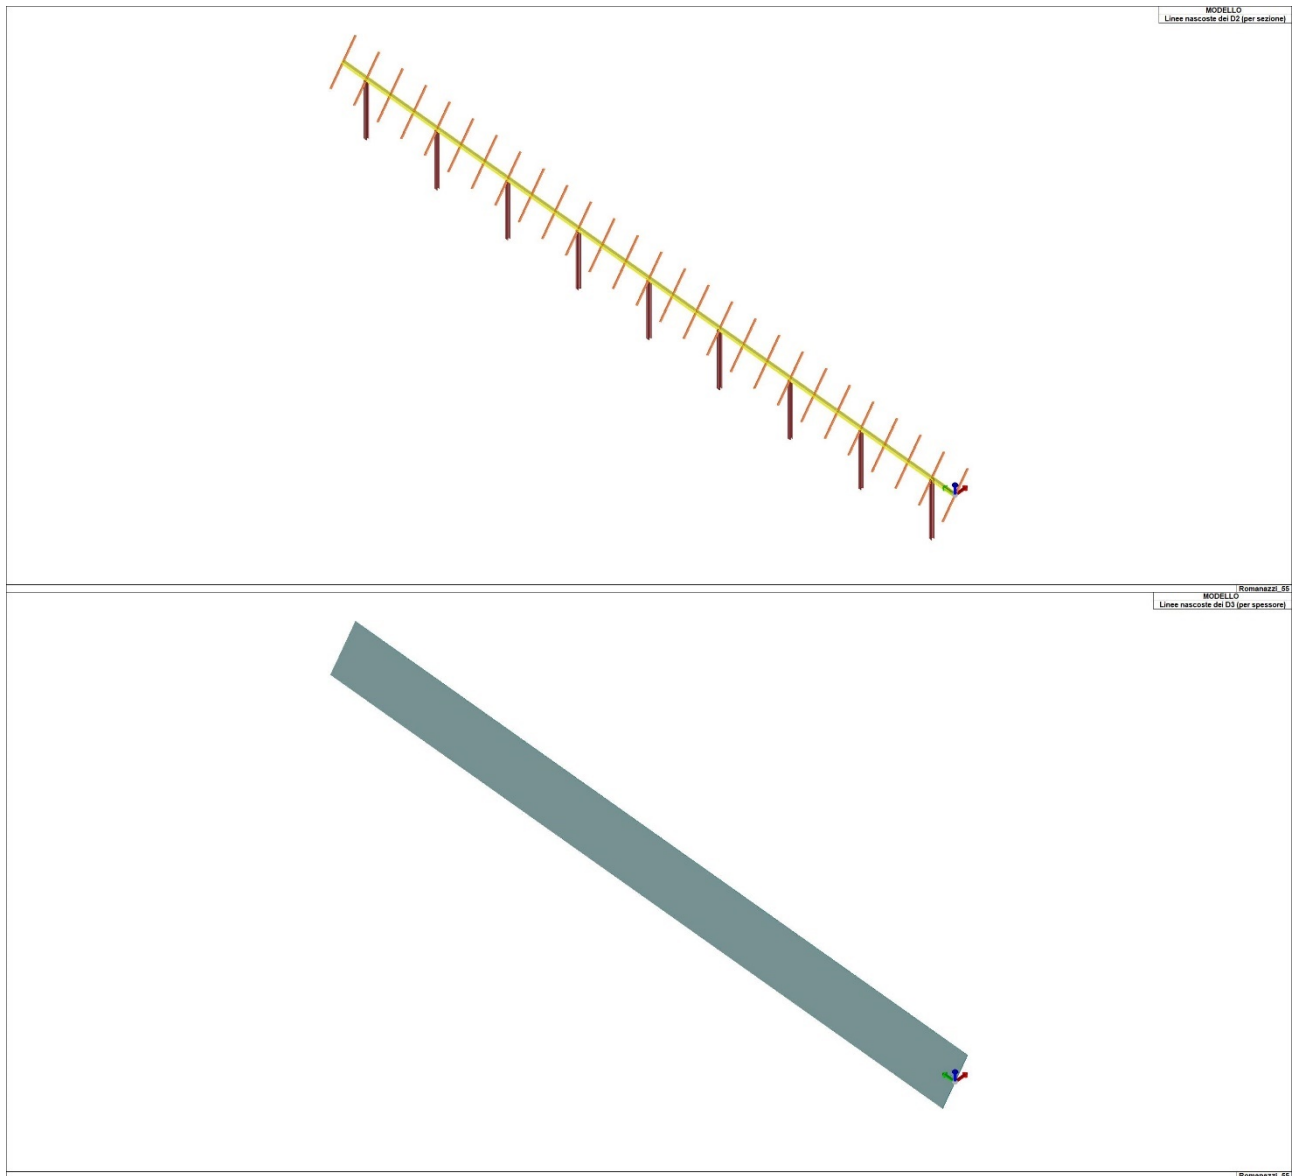 MODELLO
Linee nascoste dei D2 (per sezione)
Romanazzi_55
MODELLO
Linee nascoste dei D3 (per spessore)
Romanazzi_55